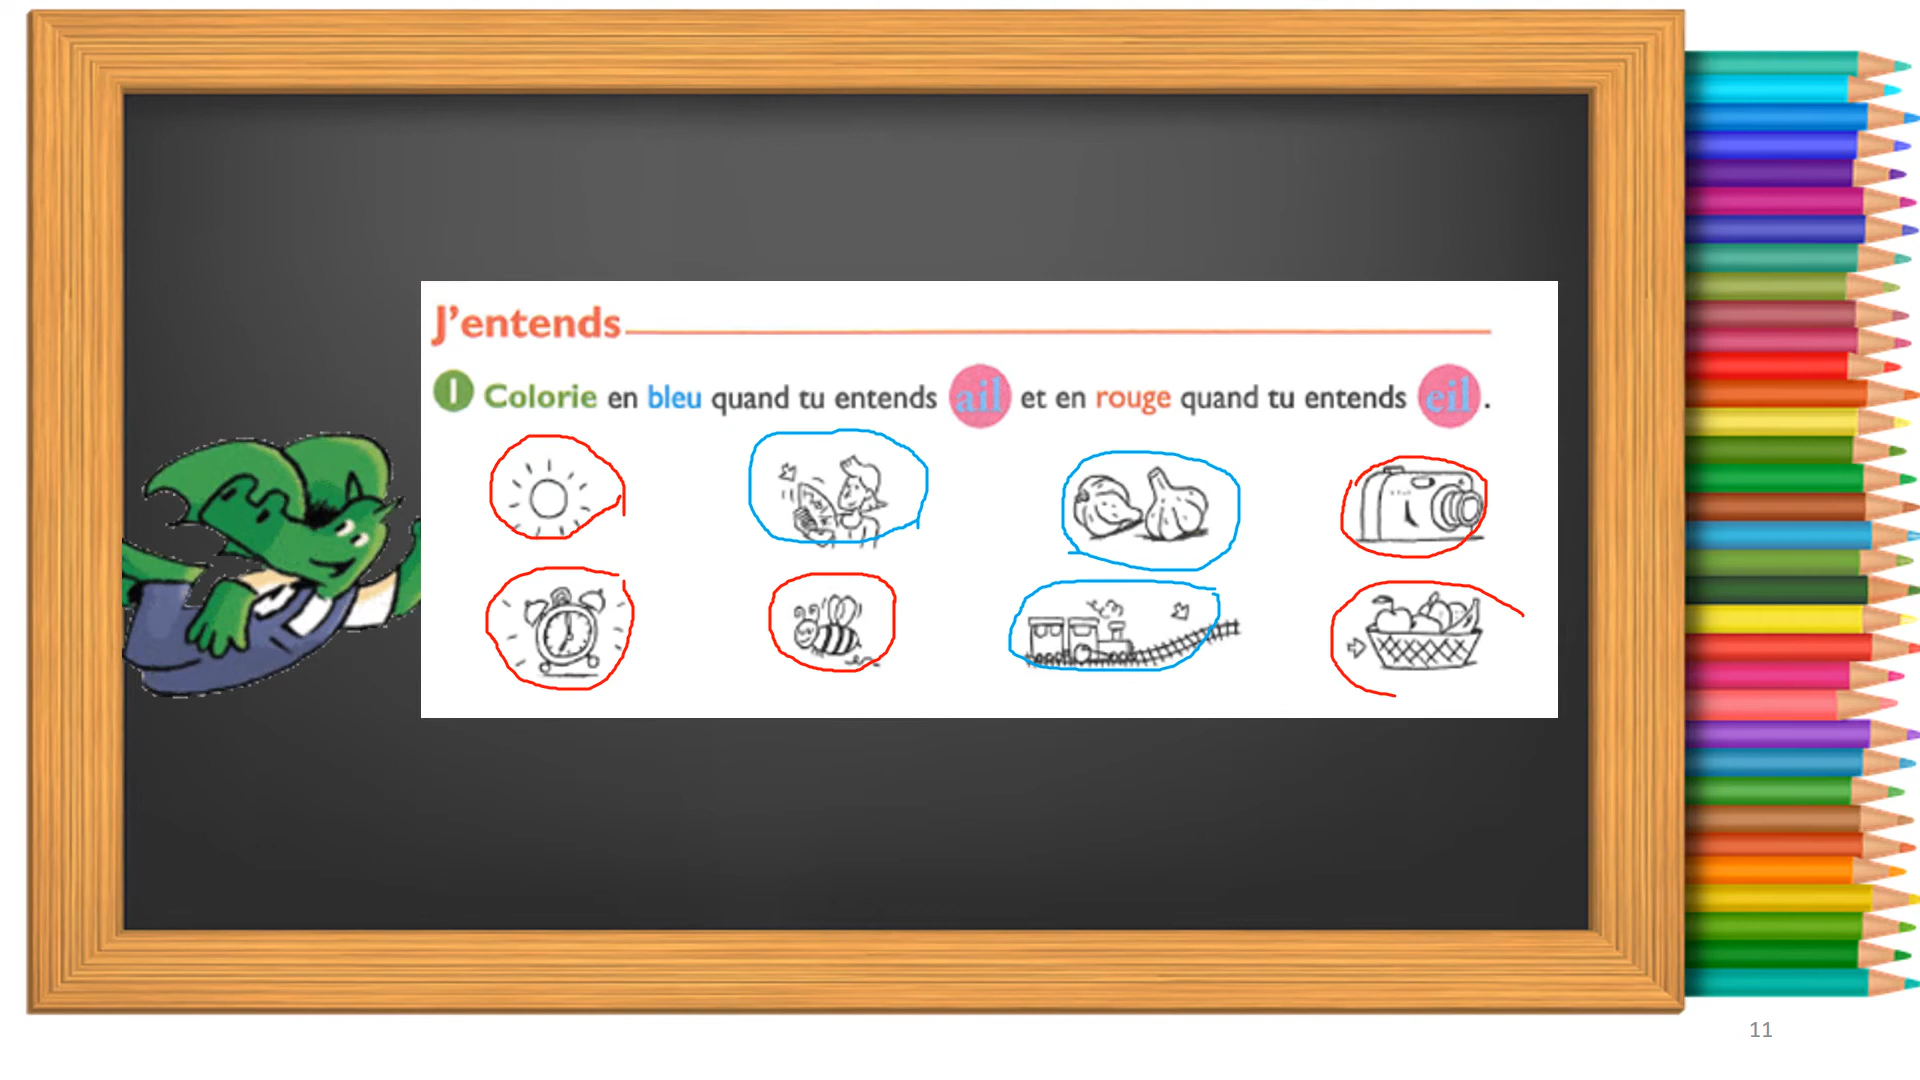 J'entends
1 Colorie en bleu quand tu entends ail et en rouge quand tu entends eil .
11